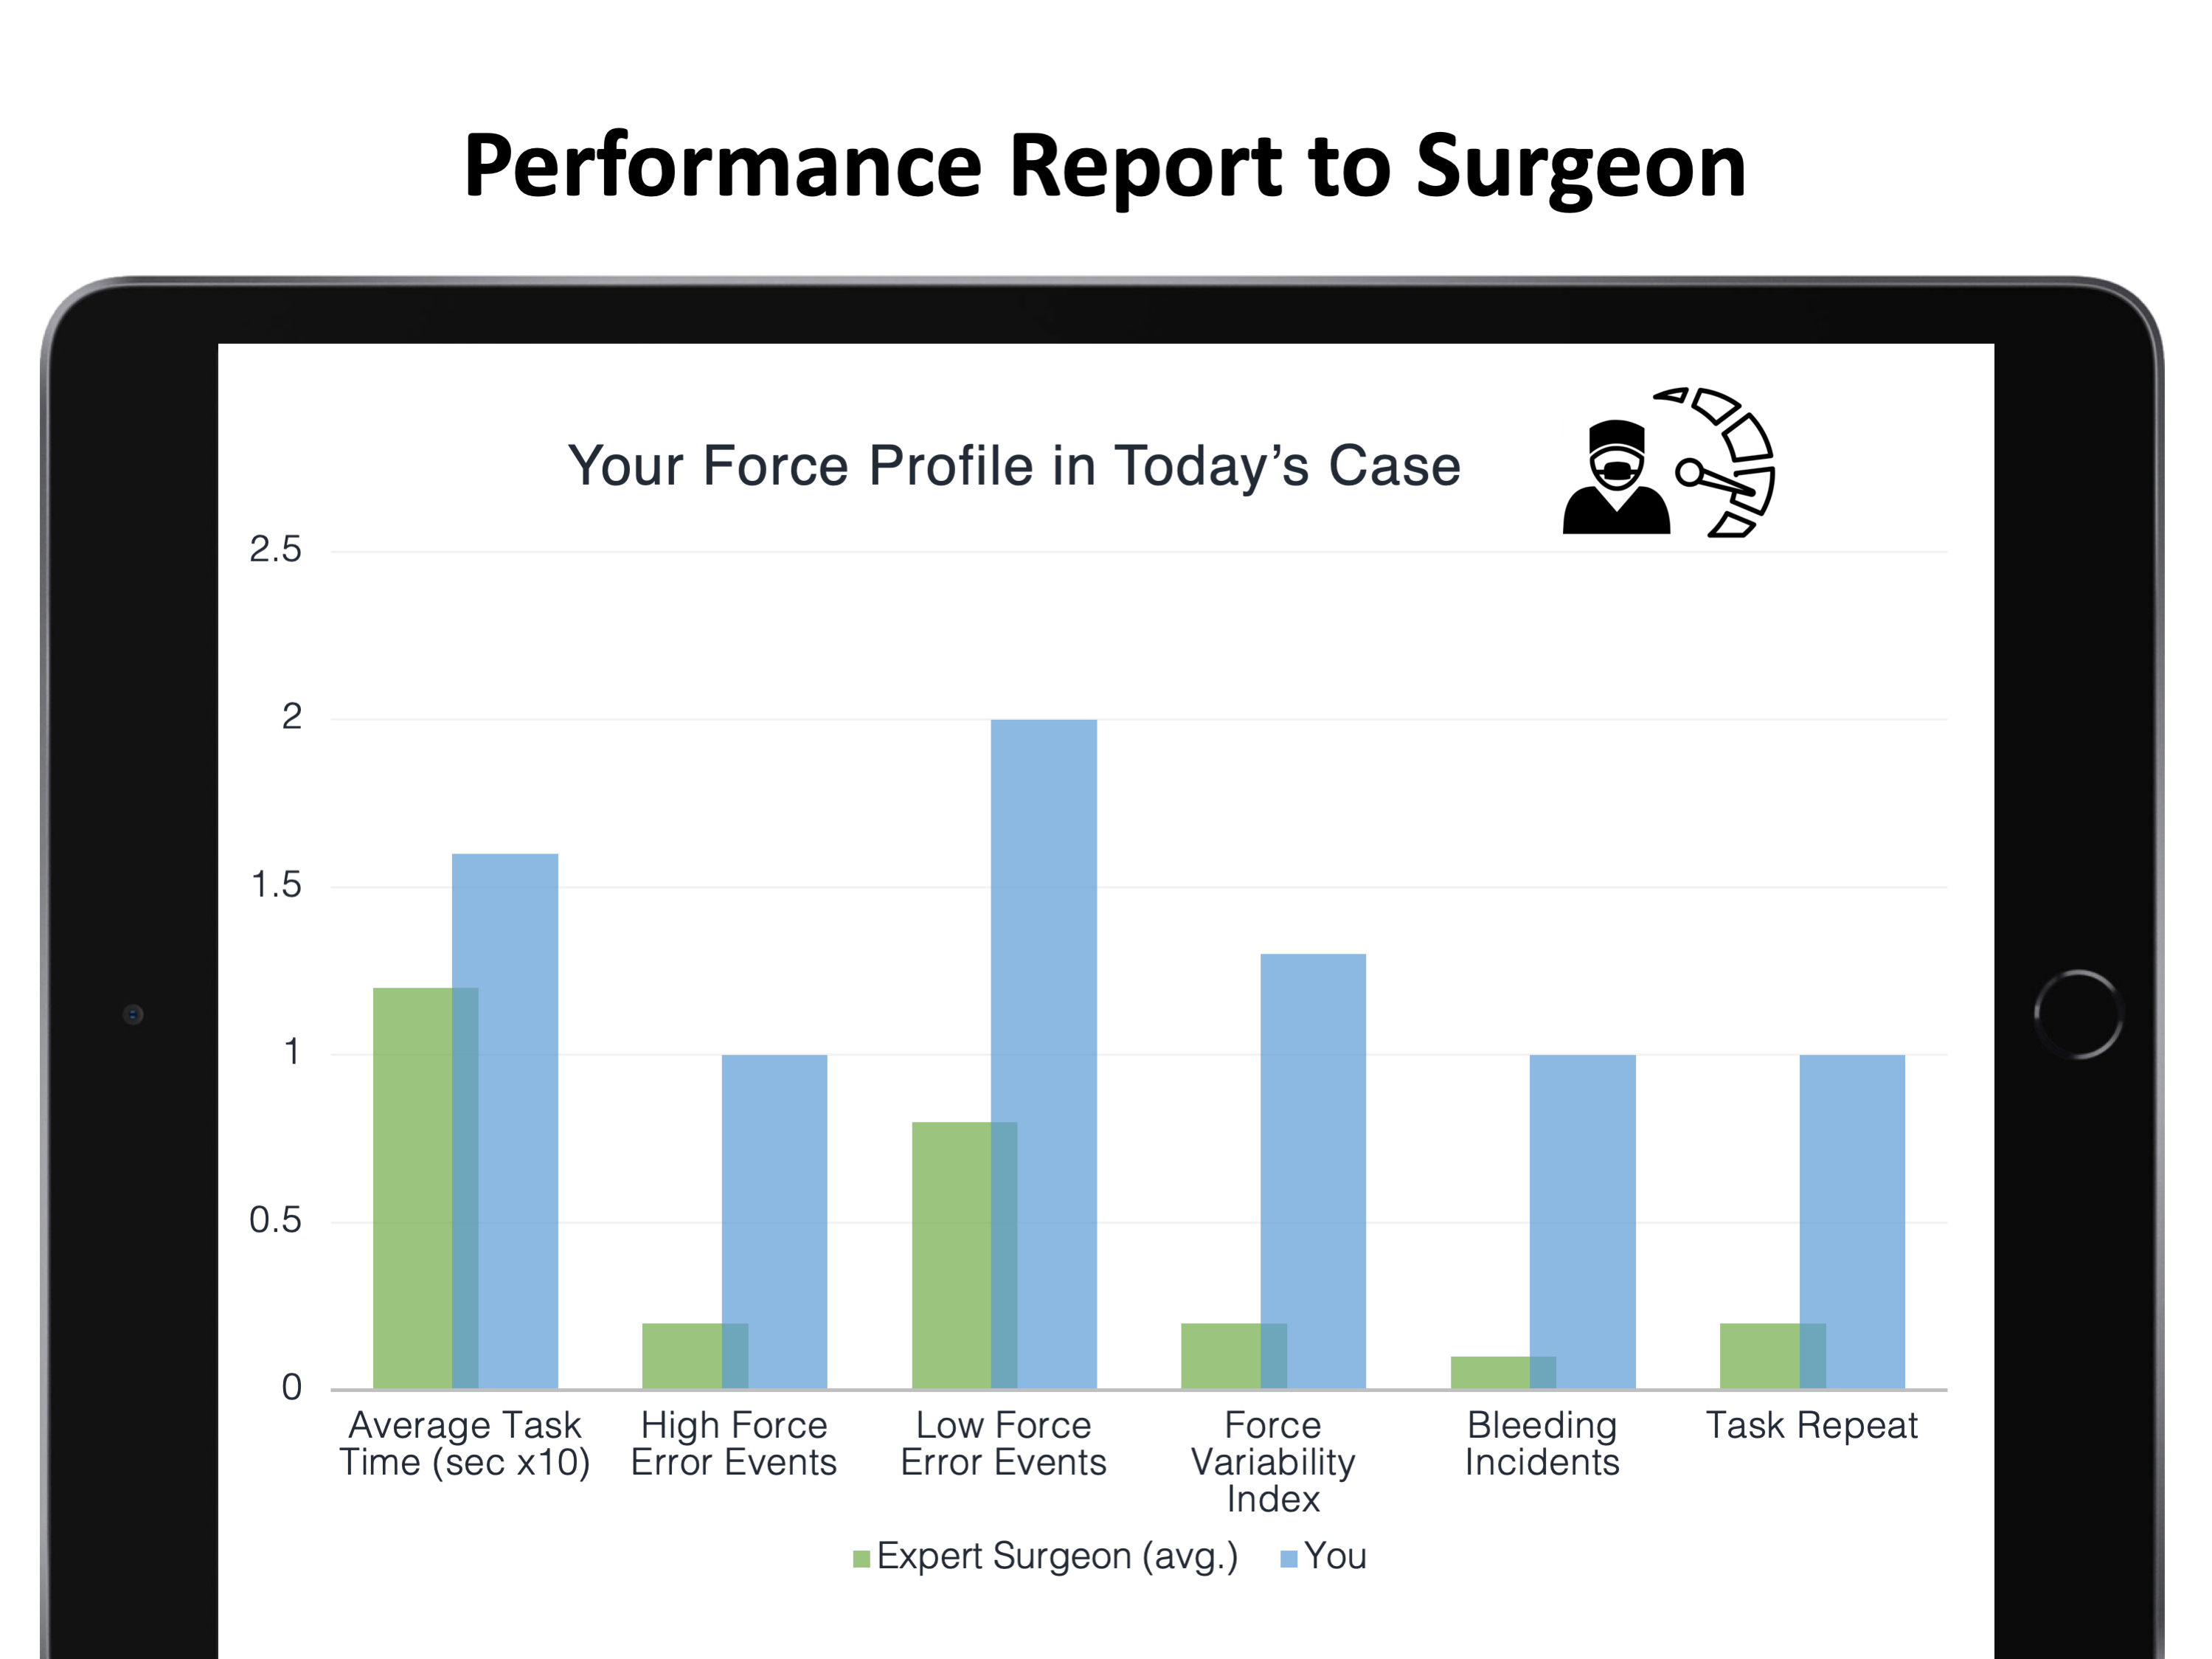 Performance Report to Surgeon
Your Force Profile in Today’s Case
2.5
2
1.5
1
0.5
0
Average Task
Time (sec x10)
High Force
Error Events
Low Force
Error Events
Force
Variability
Index
Bleeding
Incidents
Task Repeat
Expert Surgeon (avg.)
You